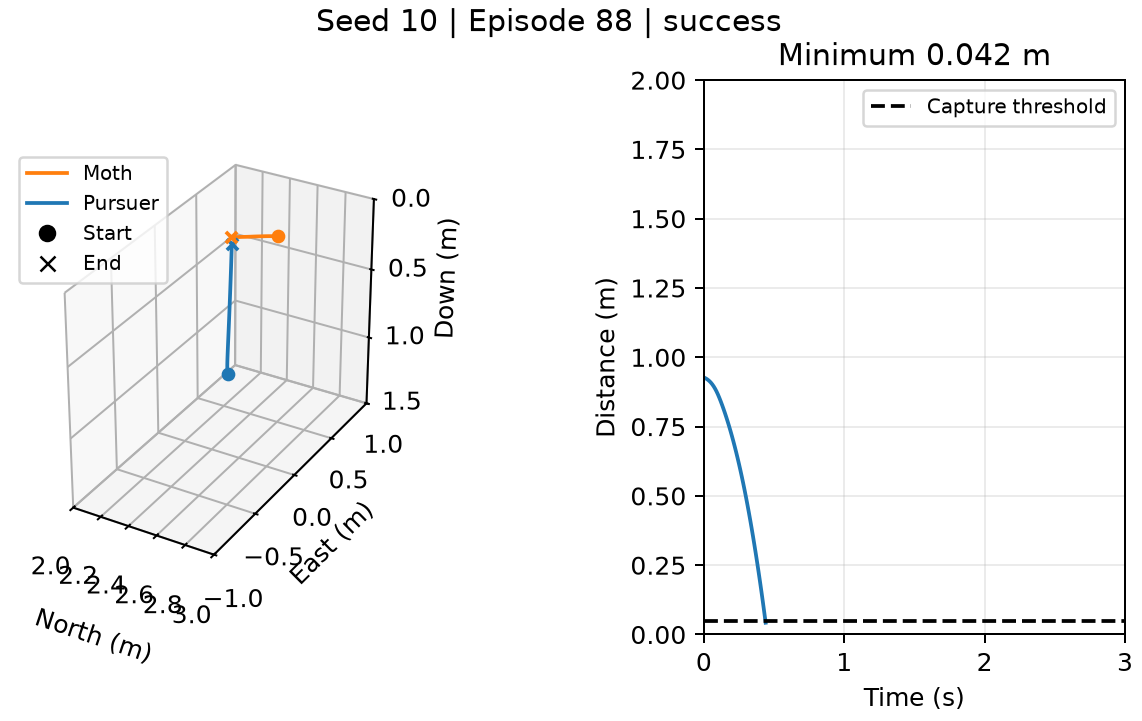 Seed 10 | Episode 88 | success
Moth
Pursuer
Start
End
0.0
0.5
1.0
1.5
Down (m)
1.0
0.5
0.0
−0.5
−1.0
East (m)
2.0
2.2
2.4
2.6
2.8
3.0
North (m)
Minimum 0.042 m
Capture threshold
2.00
1.75
1.50
1.25
1.00
0.75
0.50
0.25
0.00
Distance (m)
0
1
2
3
Time (s)